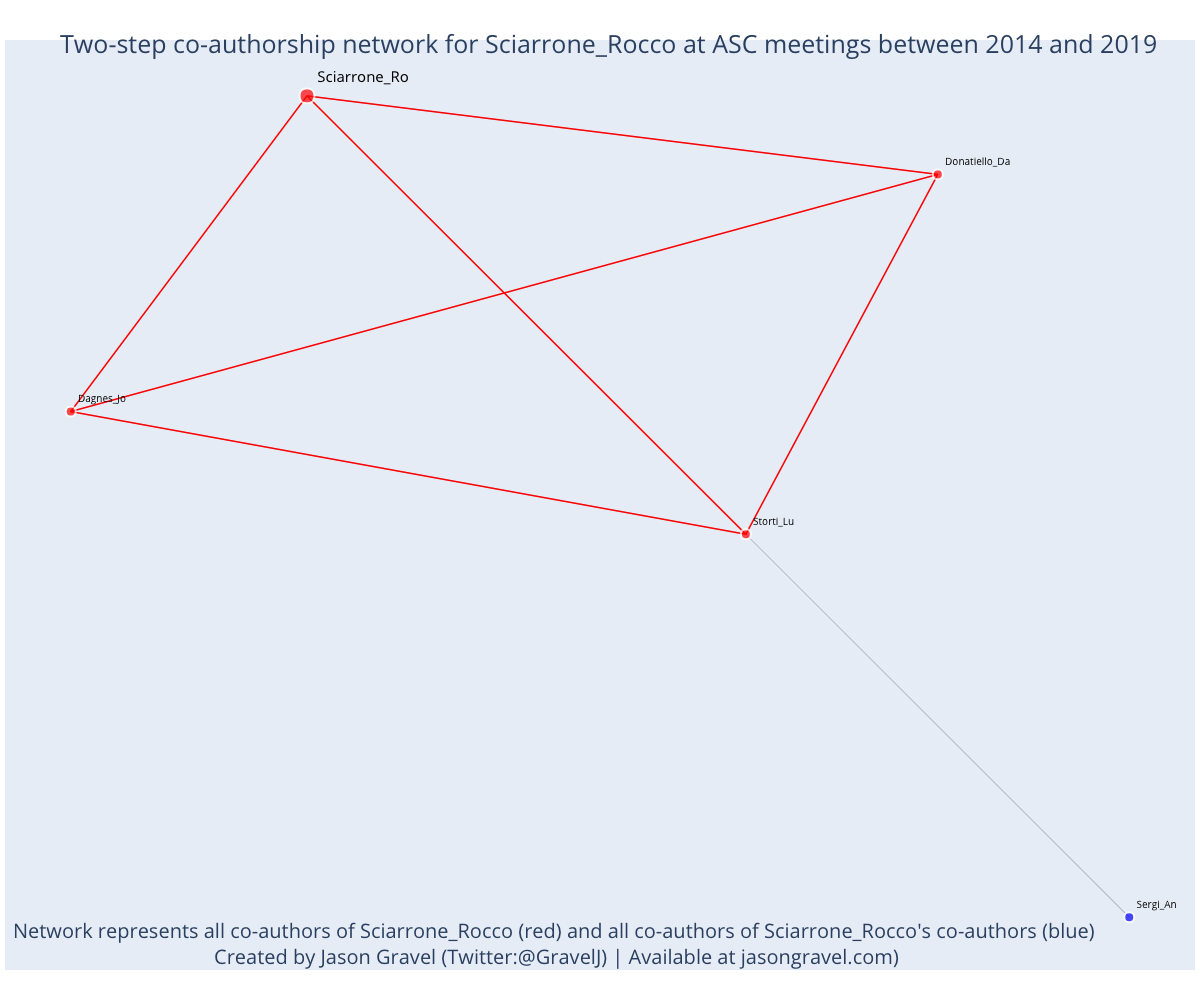 Two-step co-authorship network for Sciarrone_Rocco at ASC meetings between 2014 and 2019
Sciarrone_Ro
Donatiello_Da
Dagnes_Jo
Storti_Lu
Sergi_An
Network represents all co-authors of Sciarrone_Rocco (red) and all co-authors of Sciarrone_Rocco's co-authors (blue)
Created by Jason Gravel (Twitter:@GravelJ) | Available at jasongravel.com)